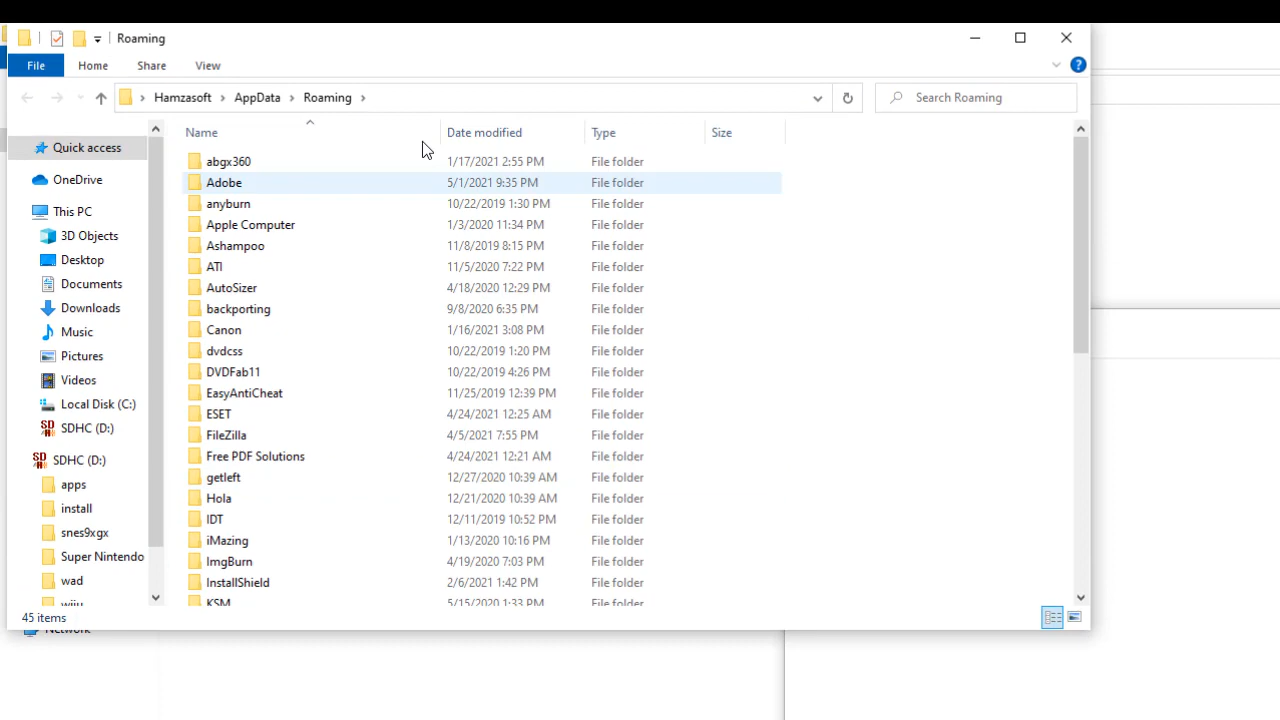 Roaming
File Home Share View
Hamzasoft AppData Roaming Search Roaming
Name Date modified Type Size
Quick access
OneDrive
This PC
3D Objects
Desktop
Documents
Downloads
Music
Pictures
Videos
Local Disk (C:)
SDHC (D:)
SDHC (D:)
apps
install
snes9xgx
Super Nintendo
wad
wiiu
Network
abgx360 1/17/2021 2:55 PM File folder
Adobe 5/1/2021 9:35 PM File folder
anyburn 10/22/2019 1:30 PM File folder
Apple Computer 1/3/2020 11:34 PM File folder
Ashampoo 11/8/2019 8:15 PM File folder
ATI 11/5/2020 7:22 PM File folder
AutoSizer 4/18/2020 12:29 PM File folder
backporting 9/8/2020 6:35 PM File folder
Canon 1/16/2021 3:08 PM File folder
dvdcss 10/22/2019 1:20 PM File folder
DVDFab11 10/22/2019 4:26 PM File folder
EasyAntiCheat 11/25/2019 12:39 PM File folder
ESET 4/24/2021 12:25 AM File folder
FileZilla 4/5/2021 7:55 PM File folder
Free PDF Solutions 4/24/2021 12:21 AM File folder
getleft 12/27/2020 10:39 AM File folder
Hola 12/21/2020 10:39 AM File folder
IDT 12/11/2019 10:52 PM File folder
iMazing 1/13/2020 10:16 PM File folder
ImgBurn 4/19/2020 7:03 PM File folder
InstallShield 2/6/2021 1:42 PM File folder
KSM 5/15/2020 1:33 PM File folder
45 items